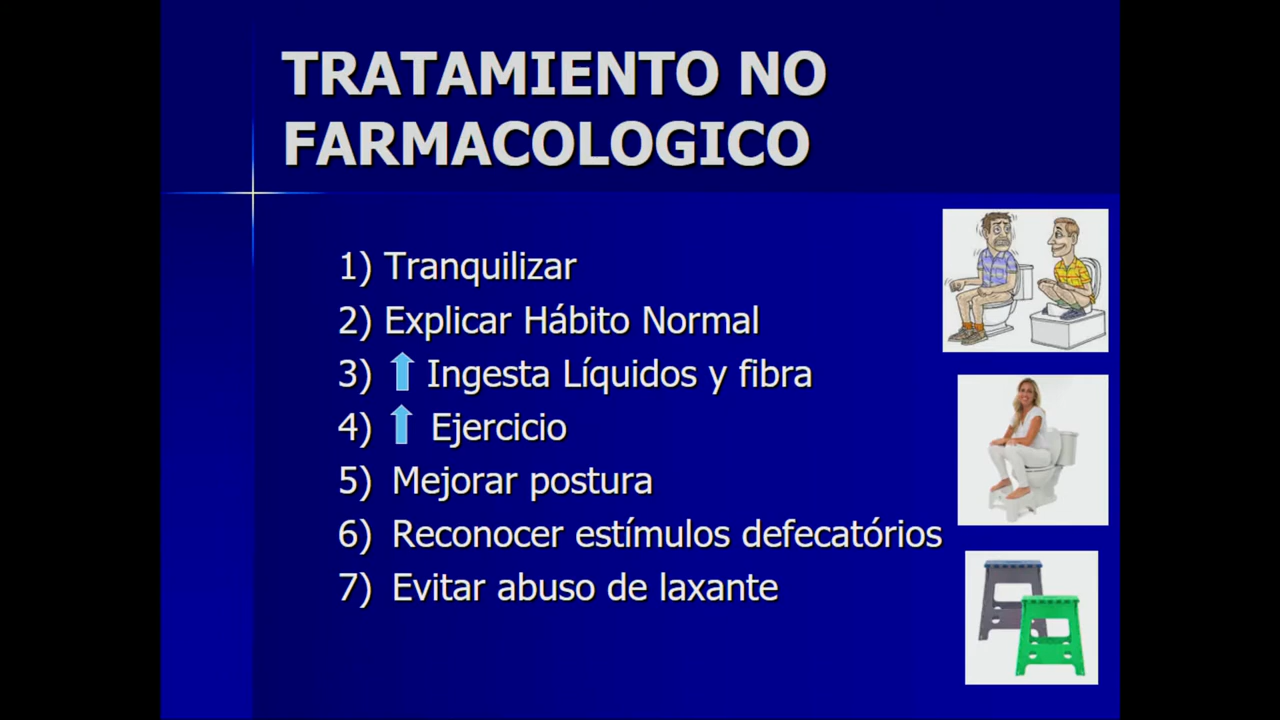 TRATAMIENTO NO
FARMACOLOGICO
1) Tranquilizar
2) Explicar Hábito Normal
3) ⬆ Ingesta Líquidos y fibra
4) ⬆ Ejercicio
5) Mejorar postura
6) Reconocer estímulos defecatórios
7) Evitar abuso de laxante